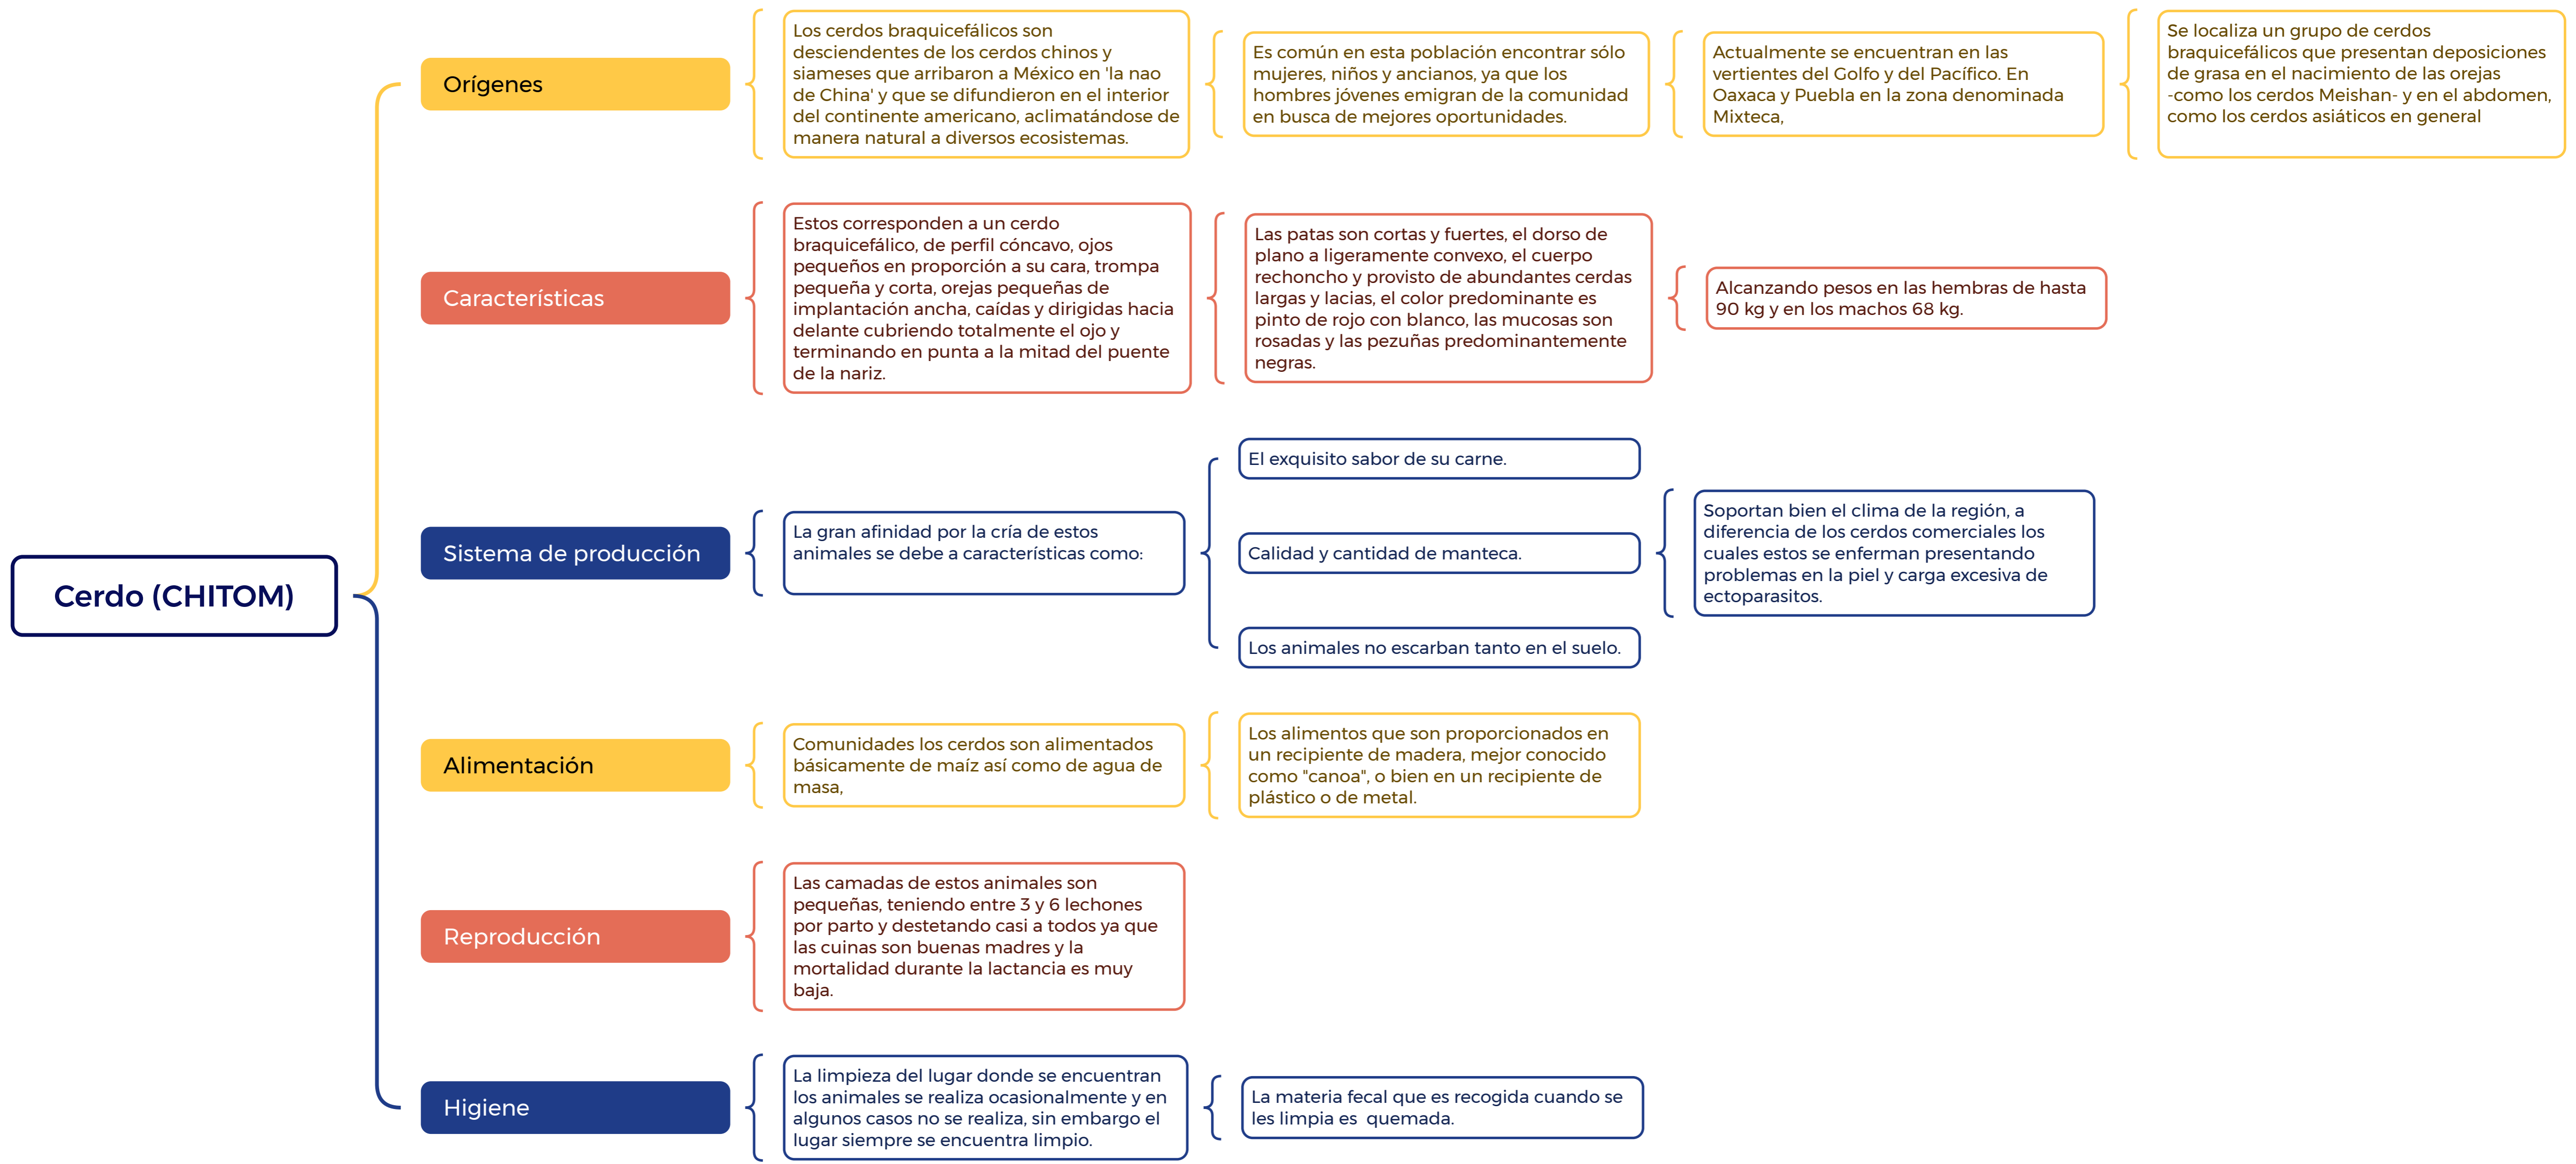 Cerdo (CHITOM)
Orígenes
Los cerdos braquicefálicos son
desciendentes de los cerdos chinos y
siameses que arribaron a México en 'la nao
de China' y que se difundieron en el interior
del continente americano, aclimatándose de
manera natural a diversos ecosistemas.
Es común en esta población encontrar sólo
mujeres, niños y ancianos, ya que los
hombres jóvenes emigran de la comunidad
en busca de mejores oportunidades.
Actualmente se encuentran en las
vertientes del Golfo y del Pacífico. En
Oaxaca y Puebla en la zona denominada
Mixteca,
Se localiza un grupo de cerdos
braquicefálicos que presentan deposiciones
de grasa en el nacimiento de las orejas
-como los cerdos Meishan- y en el abdomen,
como los cerdos asiáticos en general
Características
Estos corresponden a un cerdo
braquicefálico, de perfil cóncavo, ojos
pequeños en proporción a su cara, trompa
pequeña y corta, orejas pequeñas de
implantación ancha, caídas y dirigidas hacia
delante cubriendo totalmente el ojo y
terminando en punta a la mitad del puente
de la nariz.
Las patas son cortas y fuertes, el dorso de
plano a ligeramente convexo, el cuerpo
rechoncho y provisto de abundantes cerdas
largas y lacias, el color predominante es
pinto de rojo con blanco, las mucosas son
rosadas y las pezuñas predominantemente
negras.
Alcanzando pesos en las hembras de hasta
90 kg y en los machos 68 kg.
Sistema de producción
La gran afinidad por la cría de estos
animales se debe a características como:
El exquisito sabor de su carne.
Calidad y cantidad de manteca.
Los animales no escarban tanto en el suelo.
Soportan bien el clima de la región, a
diferencia de los cerdos comerciales los
cuales estos se enferman presentando
problemas en la piel y carga excesiva de
ectoparasitos.
Alimentación
Comunidades los cerdos son alimentados
básicamente de maíz así como de agua de
masa,
Los alimentos que son proporcionados en
un recipiente de madera, mejor conocido
como "canoa", o bien en un recipiente de
plástico o de metal.
Reproducción
Las camadas de estos animales son
pequeñas, teniendo entre 3 y 6 lechones
por parto y destetando casi a todos ya que
las cuinas son buenas madres y la
mortalidad durante la lactancia es muy
baja.
Higiene
La limpieza del lugar donde se encuentran
los animales se realiza ocasionalmente y en
algunos casos no se realiza, sin embargo el
lugar siempre se encuentra limpio.
La materia fecal que es recogida cuando se
les limpia es  quemada.